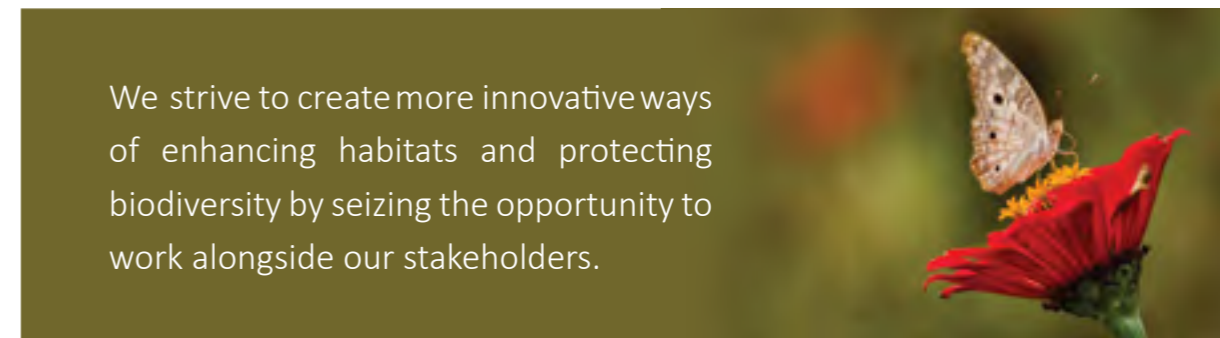 We strive to create more innovative ways
of enhancing habitats and protecting
biodiversity by seizing the opportunity to
work alongside our stakeholders.